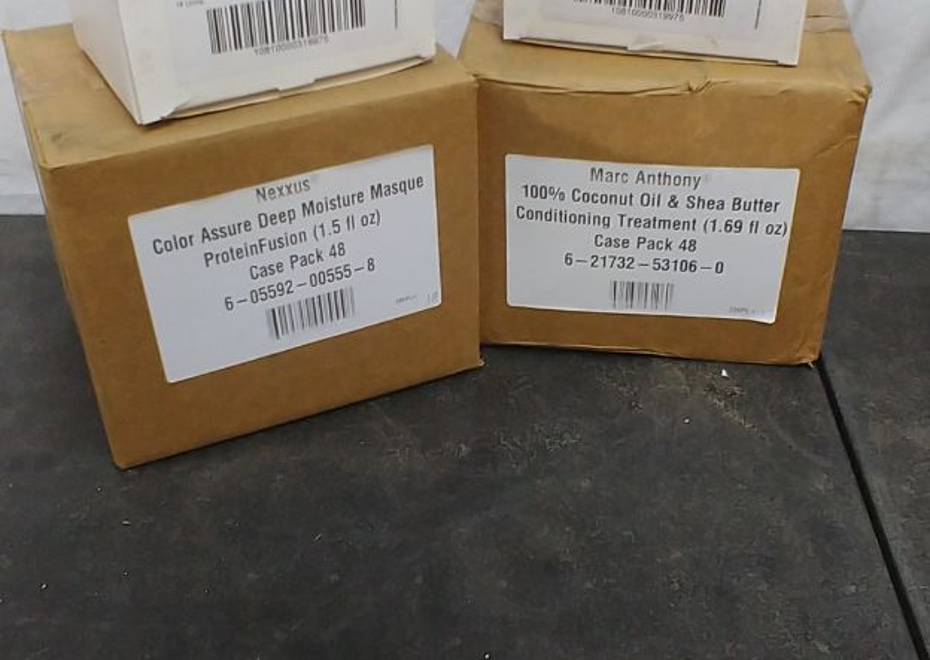 10810000319975
10810000319975
Nexxus®
Color Assure Deep Moisture Masque
ProteinFusion (1.5 fl oz)
Case Pack 48
6-05592-00555-8
Marc Anthony®
100% Coconut Oil & Shea Butter
Conditioning Treatment (1.69 fl oz)
Case Pack 48
6-21732-53106-0